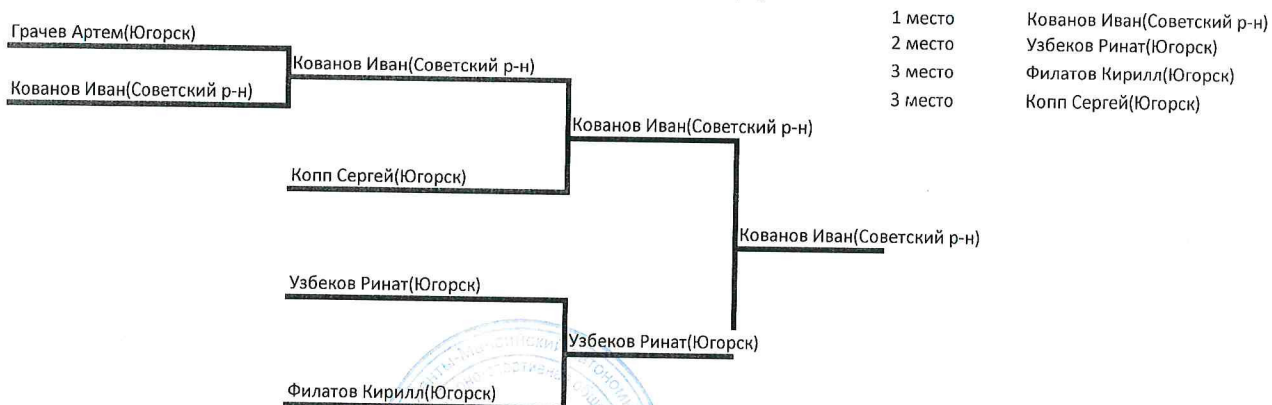 Грачев Артем(Югорск)
Кованов Иван(Советский р-н)
Кованов Иван(Советский р-н)
Копп Сергей(Югорск)
Кованов Иван(Советский р-н)
Узбеков Ринат(Югорск)
Филатов Кирилл(Югорск)
Узбеков Ринат(Югорск)
Кованов Иван(Советский р-н)
1 место Кованов Иван(Советский р-н)
2 место Узбеков Ринат(Югорск)
3 место Филатов Кирилл(Югорск)
3 место Копп Сергей(Югорск)